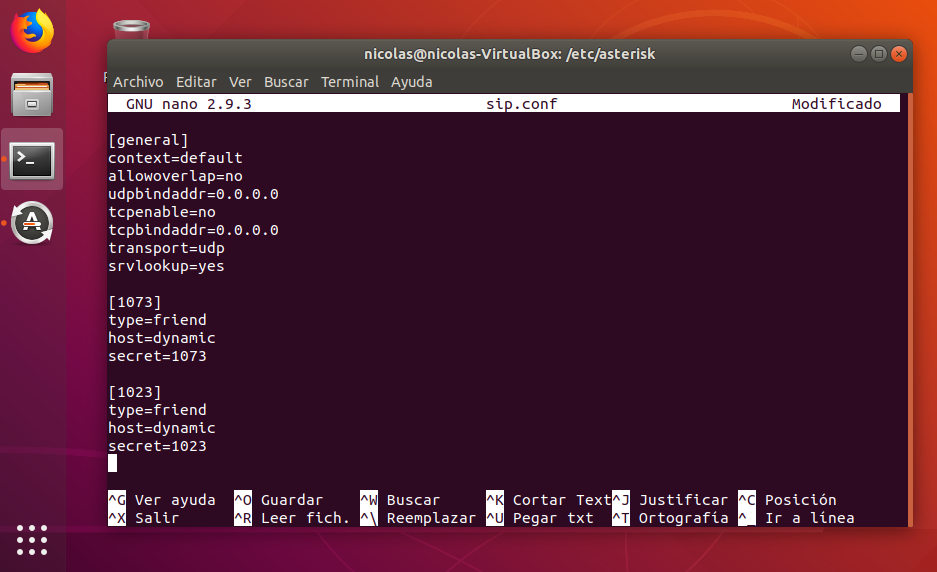 nicolas@nicolas-VirtualBox: /etc/asterisk
Archivo Editar Ver Buscar Terminal Ayuda
GNU nano 2.9.3 sip.conf Modificado
[general]
context=default
allowoverlap=no
udpbindaddr=0.0.0.0
tcpenable=no
tcpbindaddr=0.0.0.0
transport=udp
srvlookup=yes
[1073]
type=friend
host=dynamic
secret=1073
[1023]
type=friend
host=dynamic
secret=1023
^G Ver ayuda ^O Guardar ^W Buscar ^K Cortar Text^J Justificar ^C Posición
^X Salir ^R Leer fich. ^\ Reemplazar ^U Pegar txt ^T Ortografía ^_ Ir a línea